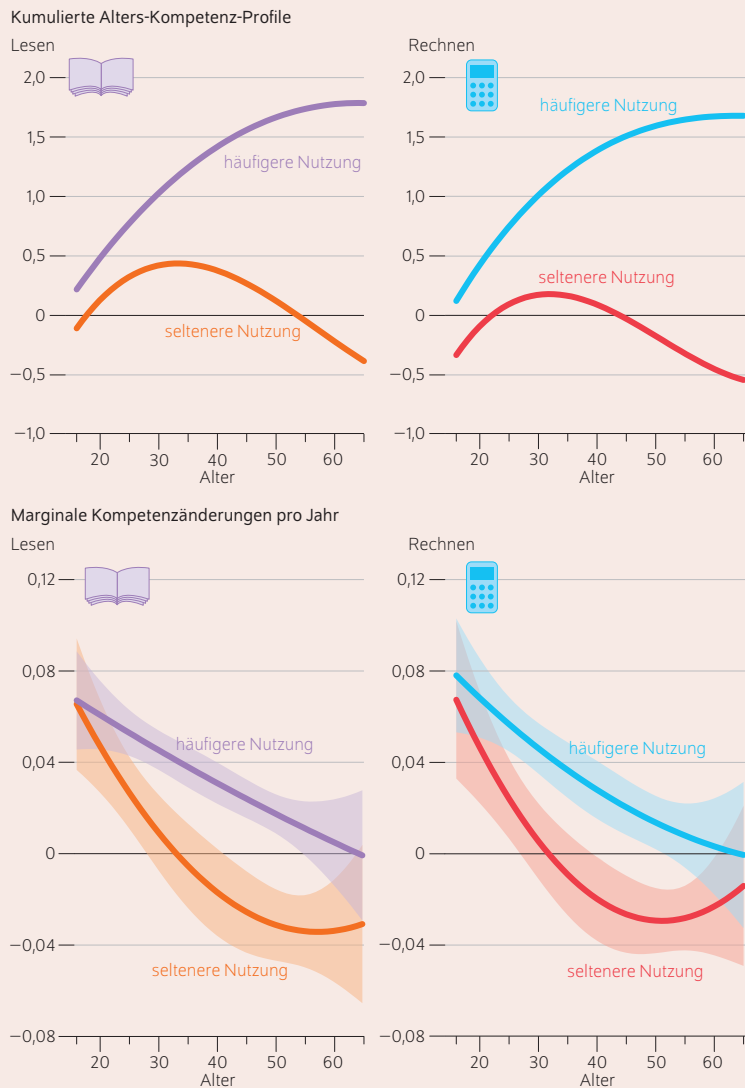 Kumulierte Alters-Kompetenz-Profile
Lesen
2,0
1,5
1,0
0,5
0
−0,5
−1,0
häufigere Nutzung
seltenere Nutzung
20 30 40 50 60
Alter
Rechnen
2,0
1,5
1,0
0,5
0
−0,5
−1,0
häufigere Nutzung
seltenere Nutzung
20 30 40 50 60
Alter
Marginale Kompetenzänderungen pro Jahr
Lesen
0,12
0,08
0,04
0
−0,04
−0,08
häufigere Nutzung
seltenere Nutzung
20 30 40 50 60
Alter
Rechnen
0,12
0,08
0,04
0
−0,04
−0,08
häufigere Nutzung
seltenere Nutzung
20 30 40 50 60
Alter